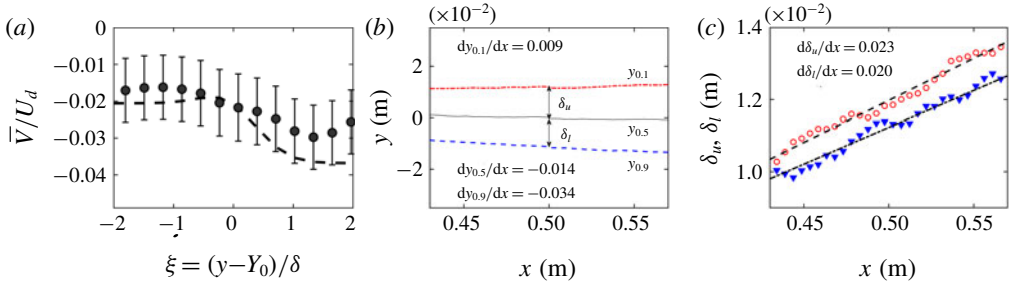 (a)
−0.01
−0.02
−0.03
−0.04
V̅/U_d
−2 −1 0 1 2
ξ = (y−Y_0)/δ
(b)
(×10^−2)
dy_0.1/dx = 0.009
y_0.1
δ_u
y_0.5
δ_l
y_0.9
dy_0.5/dx = −0.014
dy_0.9/dx = −0.034
2
0
−2
y (m)
0.45 0.50 0.55
x (m)
(c)
(×10^−2)
dδ_u/dx = 0.023
dδ_l/dx = 0.020
1.4
1.2
1.0
δ_u, δ_l (m)
0.45 0.50 0.55
x (m)